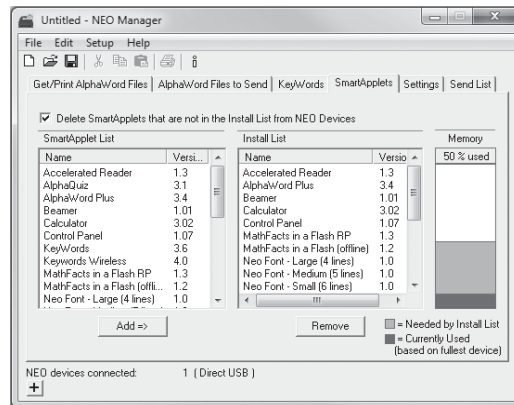 Untitled - NEO Manager
File Edit Setup Help
Get/Print AlphaWord Files AlphaWord Files to Send KeyWords SmartApplets Settings Send List
Delete SmartApplets that are not in the Install List from NEO Devices
SmartApplet List
Name Versi...
Accelerated Reader 1.3
AlphaQuiz 3.1
AlphaWord Plus 3.4
Beamer 1.01
Calculator 3.02
Control Panel 1.07
KeyWords 3.6
Keywords Wireless 4.0
MathFacts in a Flash RP 1.3
MathFacts in a Flash (offli... 1.2
Neo Font - Large (4 lines) 1.0
Add =>
Install List
Name Versio
Accelerated Reader 1.3
AlphaWord Plus 3.4
Beamer 1.01
Calculator 3.02
Control Panel 1.07
MathFacts in a Flash RP 1.3
MathFacts in a Flash (offline) 1.2
Neo Font - Large (4 lines) 1.0
Neo Font - Medium (5 lines) 1.0
Neo Font - Small (6 lines) 1.0
Remove
Memory
50 % used
= Needed by Install List
= Currently Used
(based on fullest device)
NEO devices connected: 1 (Direct USB)